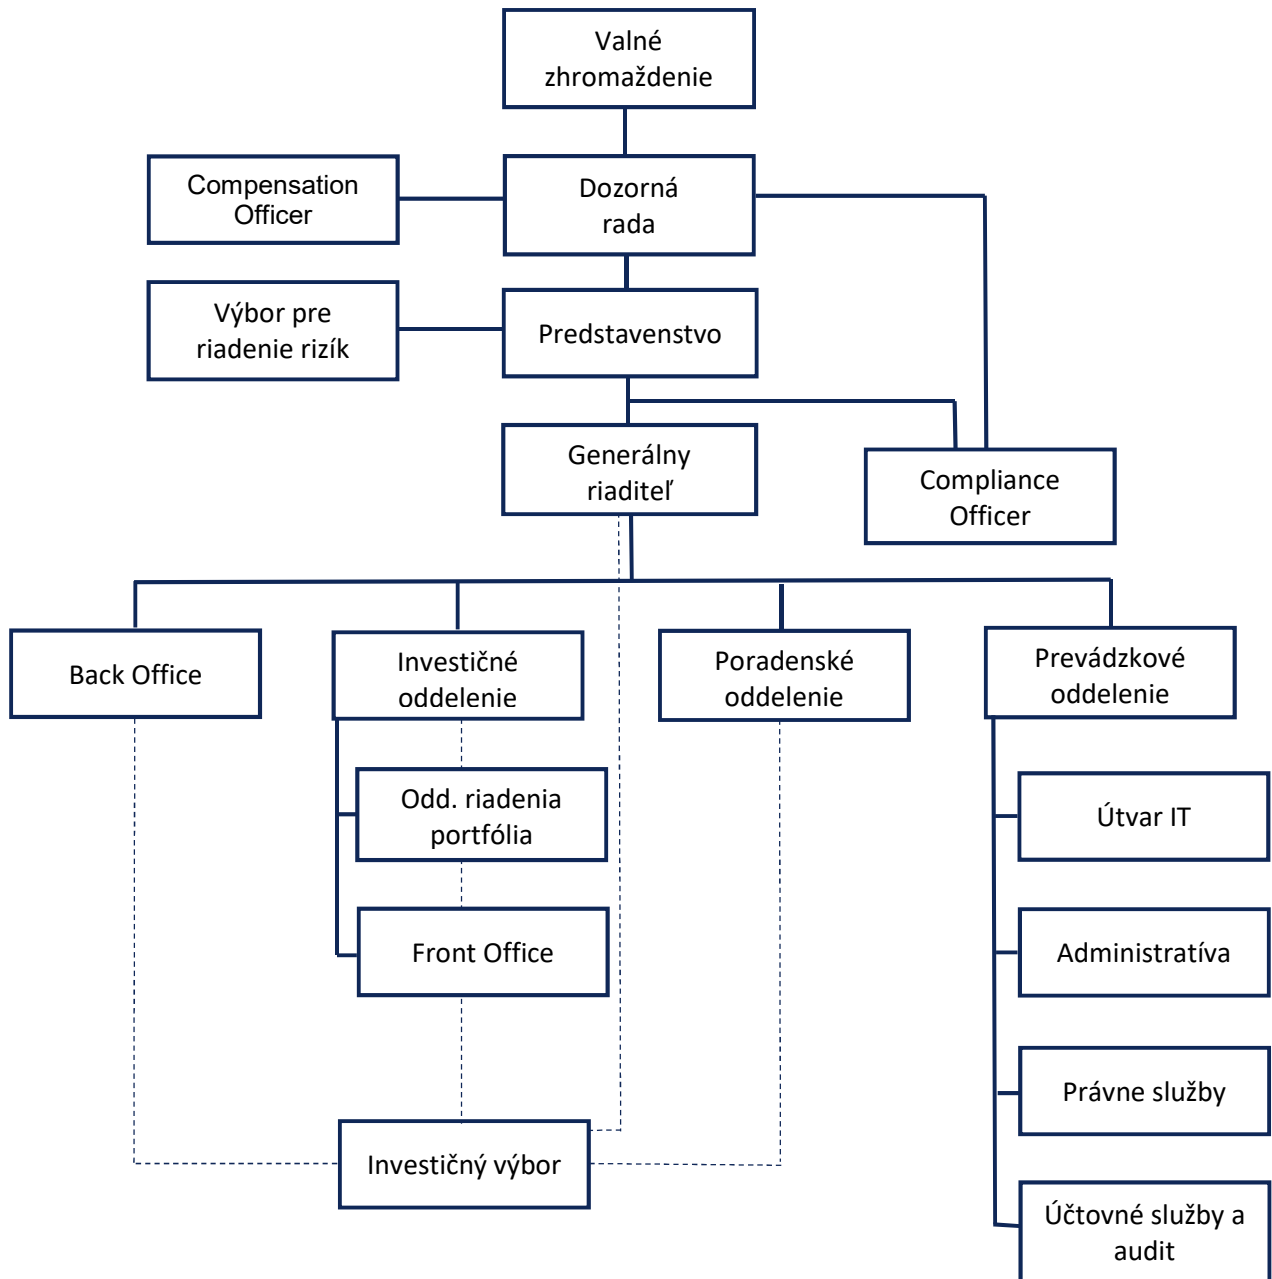 Valné
zhromaždenie
Compensation
Officer
Dozorná
rada
Výbor pre
riadenie rizík
Predstavenstvo
Generálny
riaditeľ
Compliance
Officer
Back Office
Investičné
oddelenie
Poradenské
oddelenie
Prevádzkové
oddelenie
Odd. riadenia
portfólia
Útvar IT
Front Office
Administratíva
Právne služby
Investičný výbor
Účtovné služby a
audit